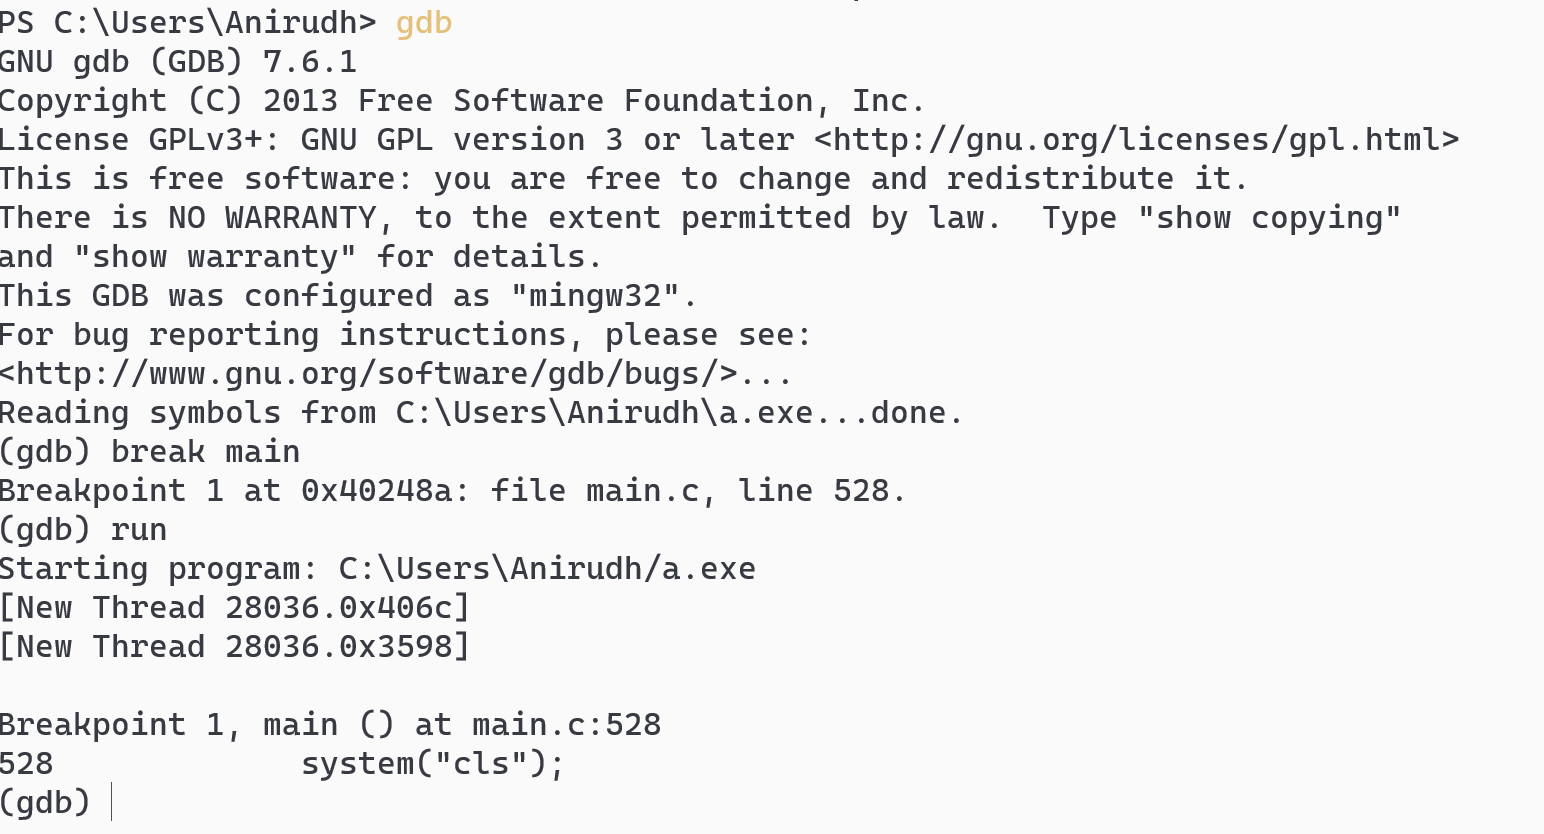 PS C:\Users\Anirudh> gdb
GNU gdb (GDB) 7.6.1
Copyright (C) 2013 Free Software Foundation, Inc.
License GPLv3+: GNU GPL version 3 or later <http://gnu.org/licenses/gpl.html>
This is free software: you are free to change and redistribute it.
There is NO WARRANTY, to the extent permitted by law.  Type "show copying"
and "show warranty" for details.
This GDB was configured as "mingw32".
For bug reporting instructions, please see:
<http://www.gnu.org/software/gdb/bugs/>...
Reading symbols from C:\Users\Anirudh\a.exe...done.
(gdb) break main
Breakpoint 1 at 0x40248a: file main.c, line 528.
(gdb) run
Starting program: C:\Users\Anirudh/a.exe
[New Thread 28036.0x406c]
[New Thread 28036.0x3598]

Breakpoint 1, main () at main.c:528
528             system("cls");
(gdb)